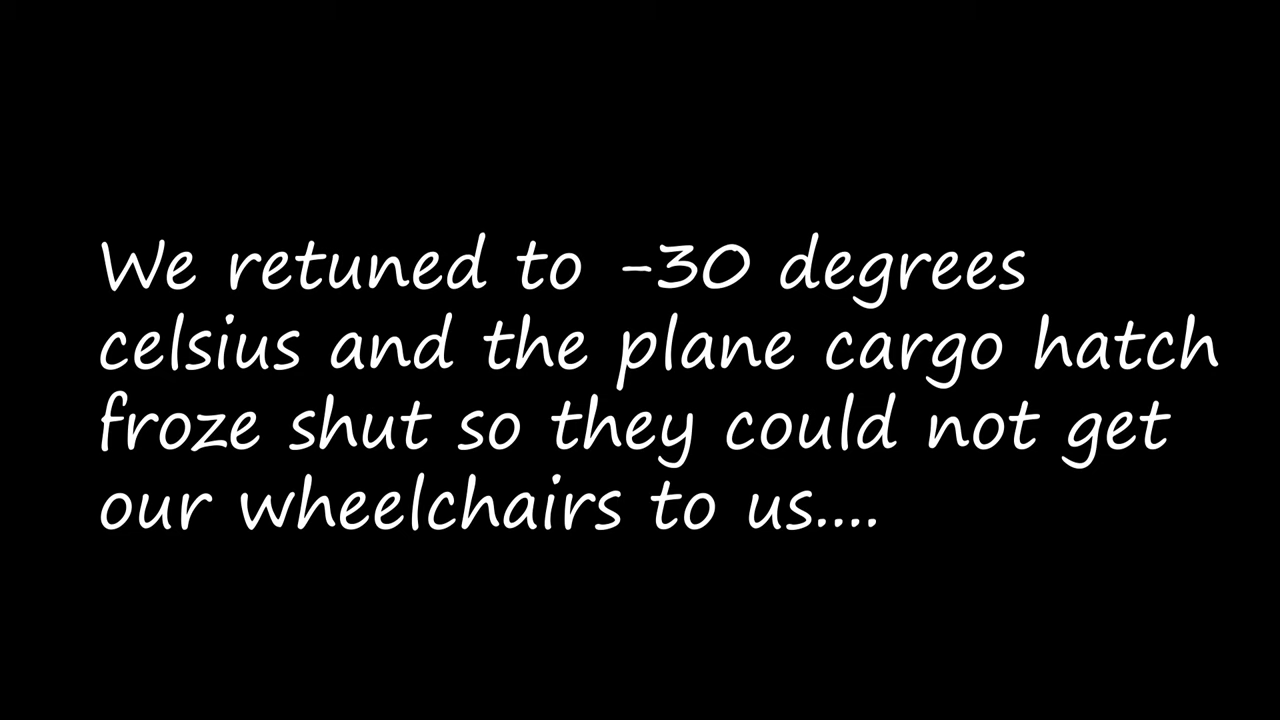 We retuned to -30 degrees
celsius and the plane cargo hatch
froze shut so they could not get
our wheelchairs to us....